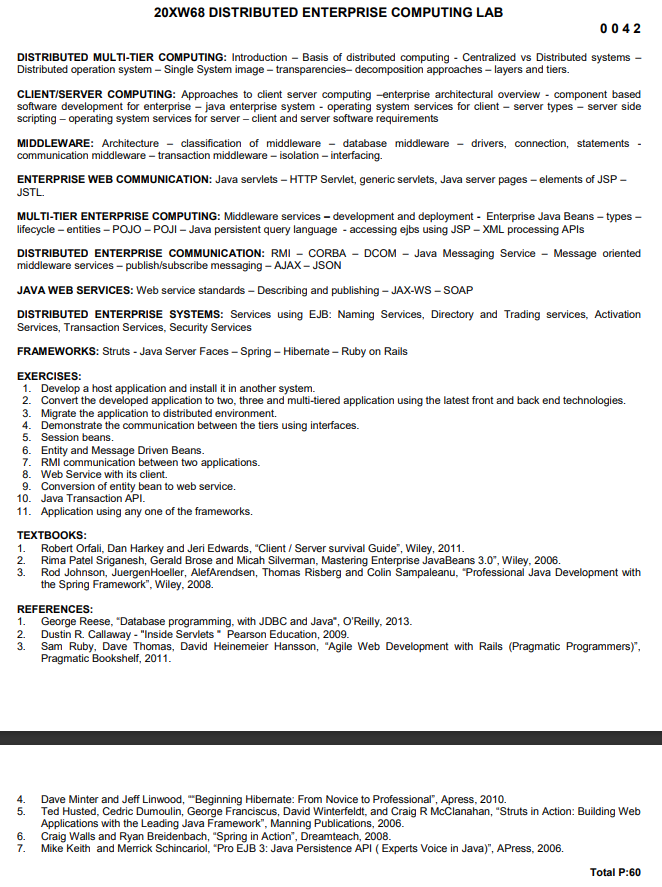 20XW68 DISTRIBUTED ENTERPRISE COMPUTING LAB
0 0 4 2
DISTRIBUTED MULTI-TIER COMPUTING: Introduction – Basis of distributed computing - Centralized vs Distributed systems –
Distributed operation system – Single System image – transparencies– decomposition approaches – layers and tiers.
CLIENT/SERVER COMPUTING: Approaches to client server computing –enterprise architectural overview - component based
software development for enterprise – java enterprise system - operating system services for client – server types – server side
scripting – operating system services for server – client and server software requirements
MIDDLEWARE: Architecture – classification of middleware – database middleware – drivers, connection, statements -
communication middleware – transaction middleware – isolation – interfacing.
ENTERPRISE WEB COMMUNICATION: Java servlets – HTTP Servlet, generic servlets, Java server pages – elements of JSP –
JSTL.
MULTI-TIER ENTERPRISE COMPUTING: Middleware services – development and deployment - Enterprise Java Beans – types –
lifecycle – entities – POJO – POJI – Java persistent query language - accessing ejbs using JSP – XML processing APIs
DISTRIBUTED ENTERPRISE COMMUNICATION: RMI – CORBA – DCOM – Java Messaging Service – Message oriented
middleware services – publish/subscribe messaging – AJAX – JSON
JAVA WEB SERVICES: Web service standards – Describing and publishing – JAX-WS – SOAP
DISTRIBUTED ENTERPRISE SYSTEMS: Services using EJB: Naming Services, Directory and Trading services, Activation
Services, Transaction Services, Security Services
FRAMEWORKS: Struts - Java Server Faces – Spring – Hibernate – Ruby on Rails
EXERCISES:
1. Develop a host application and install it in another system.
2. Convert the developed application to two, three and multi-tiered application using the latest front and back end technologies.
3. Migrate the application to distributed environment.
4. Demonstrate the communication between the tiers using interfaces.
5. Session beans.
6. Entity and Message Driven Beans.
7. RMI communication between two applications.
8. Web Service with its client.
9. Conversion of entity bean to web service.
10. Java Transaction API.
11. Application using any one of the frameworks.
TEXTBOOKS:
1. Robert Orfali, Dan Harkey and Jeri Edwards, “Client / Server survival Guide”, Wiley, 2011.
2. Rima Patel Sriganesh, Gerald Brose and Micah Silverman, Mastering Enterprise JavaBeans 3.0”, Wiley, 2006.
3. Rod Johnson, JuergenHoeller, AlefArendsen, Thomas Risberg and Colin Sampaleanu, “Professional Java Development with
the Spring Framework”, Wiley, 2008.
REFERENCES:
1. George Reese, “Database programming, with JDBC and Java", O’Reilly, 2013.
2. Dustin R. Callaway - "Inside Servlets " Pearson Education, 2009.
3. Sam Ruby, Dave Thomas, David Heinemeier Hansson, “Agile Web Development with Rails (Pragmatic Programmers)”,
Pragmatic Bookshelf, 2011.
4. Dave Minter and Jeff Linwood, ““Beginning Hibernate: From Novice to Professional”, Apress, 2010.
5. Ted Husted, Cedric Dumoulin, George Franciscus, David Winterfeldt, and Craig R McClanahan, “Struts in Action: Building Web
Applications with the Leading Java Framework”, Manning Publications, 2006.
6. Craig Walls and Ryan Breidenbach, “Spring in Action”, Dreamteach, 2008.
7. Mike Keith and Merrick Schincariol, “Pro EJB 3: Java Persistence API ( Experts Voice in Java)”, APress, 2006.
Total P:60